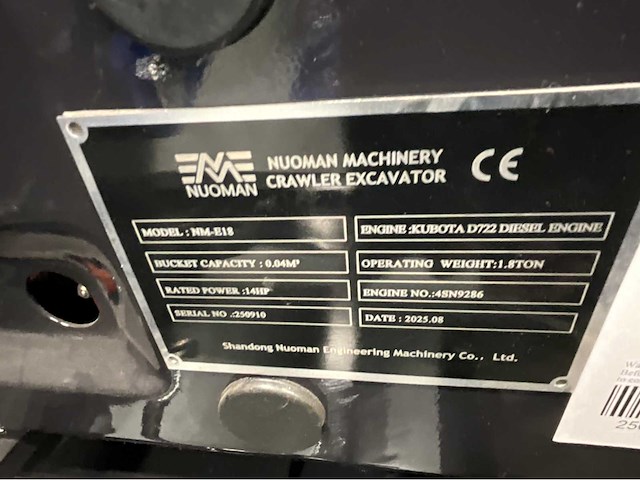 NUOMAN
NUOMAN MACHINERY
CRAWLER EXCAVATOR
CE
MODEL : NM-E18
ENGINE :KUBOTA D722 DIESEL ENGINE
BUCKET CAPACITY : 0.04M³
OPERATING WEIGHT:1.8TON
RATED POWER :14HP
ENGINE NO.:4SN9286
SERIAL NO .:250910
DATE : 2025.08
Shandong Nuoman Engineering Machinery Co., Ltd.